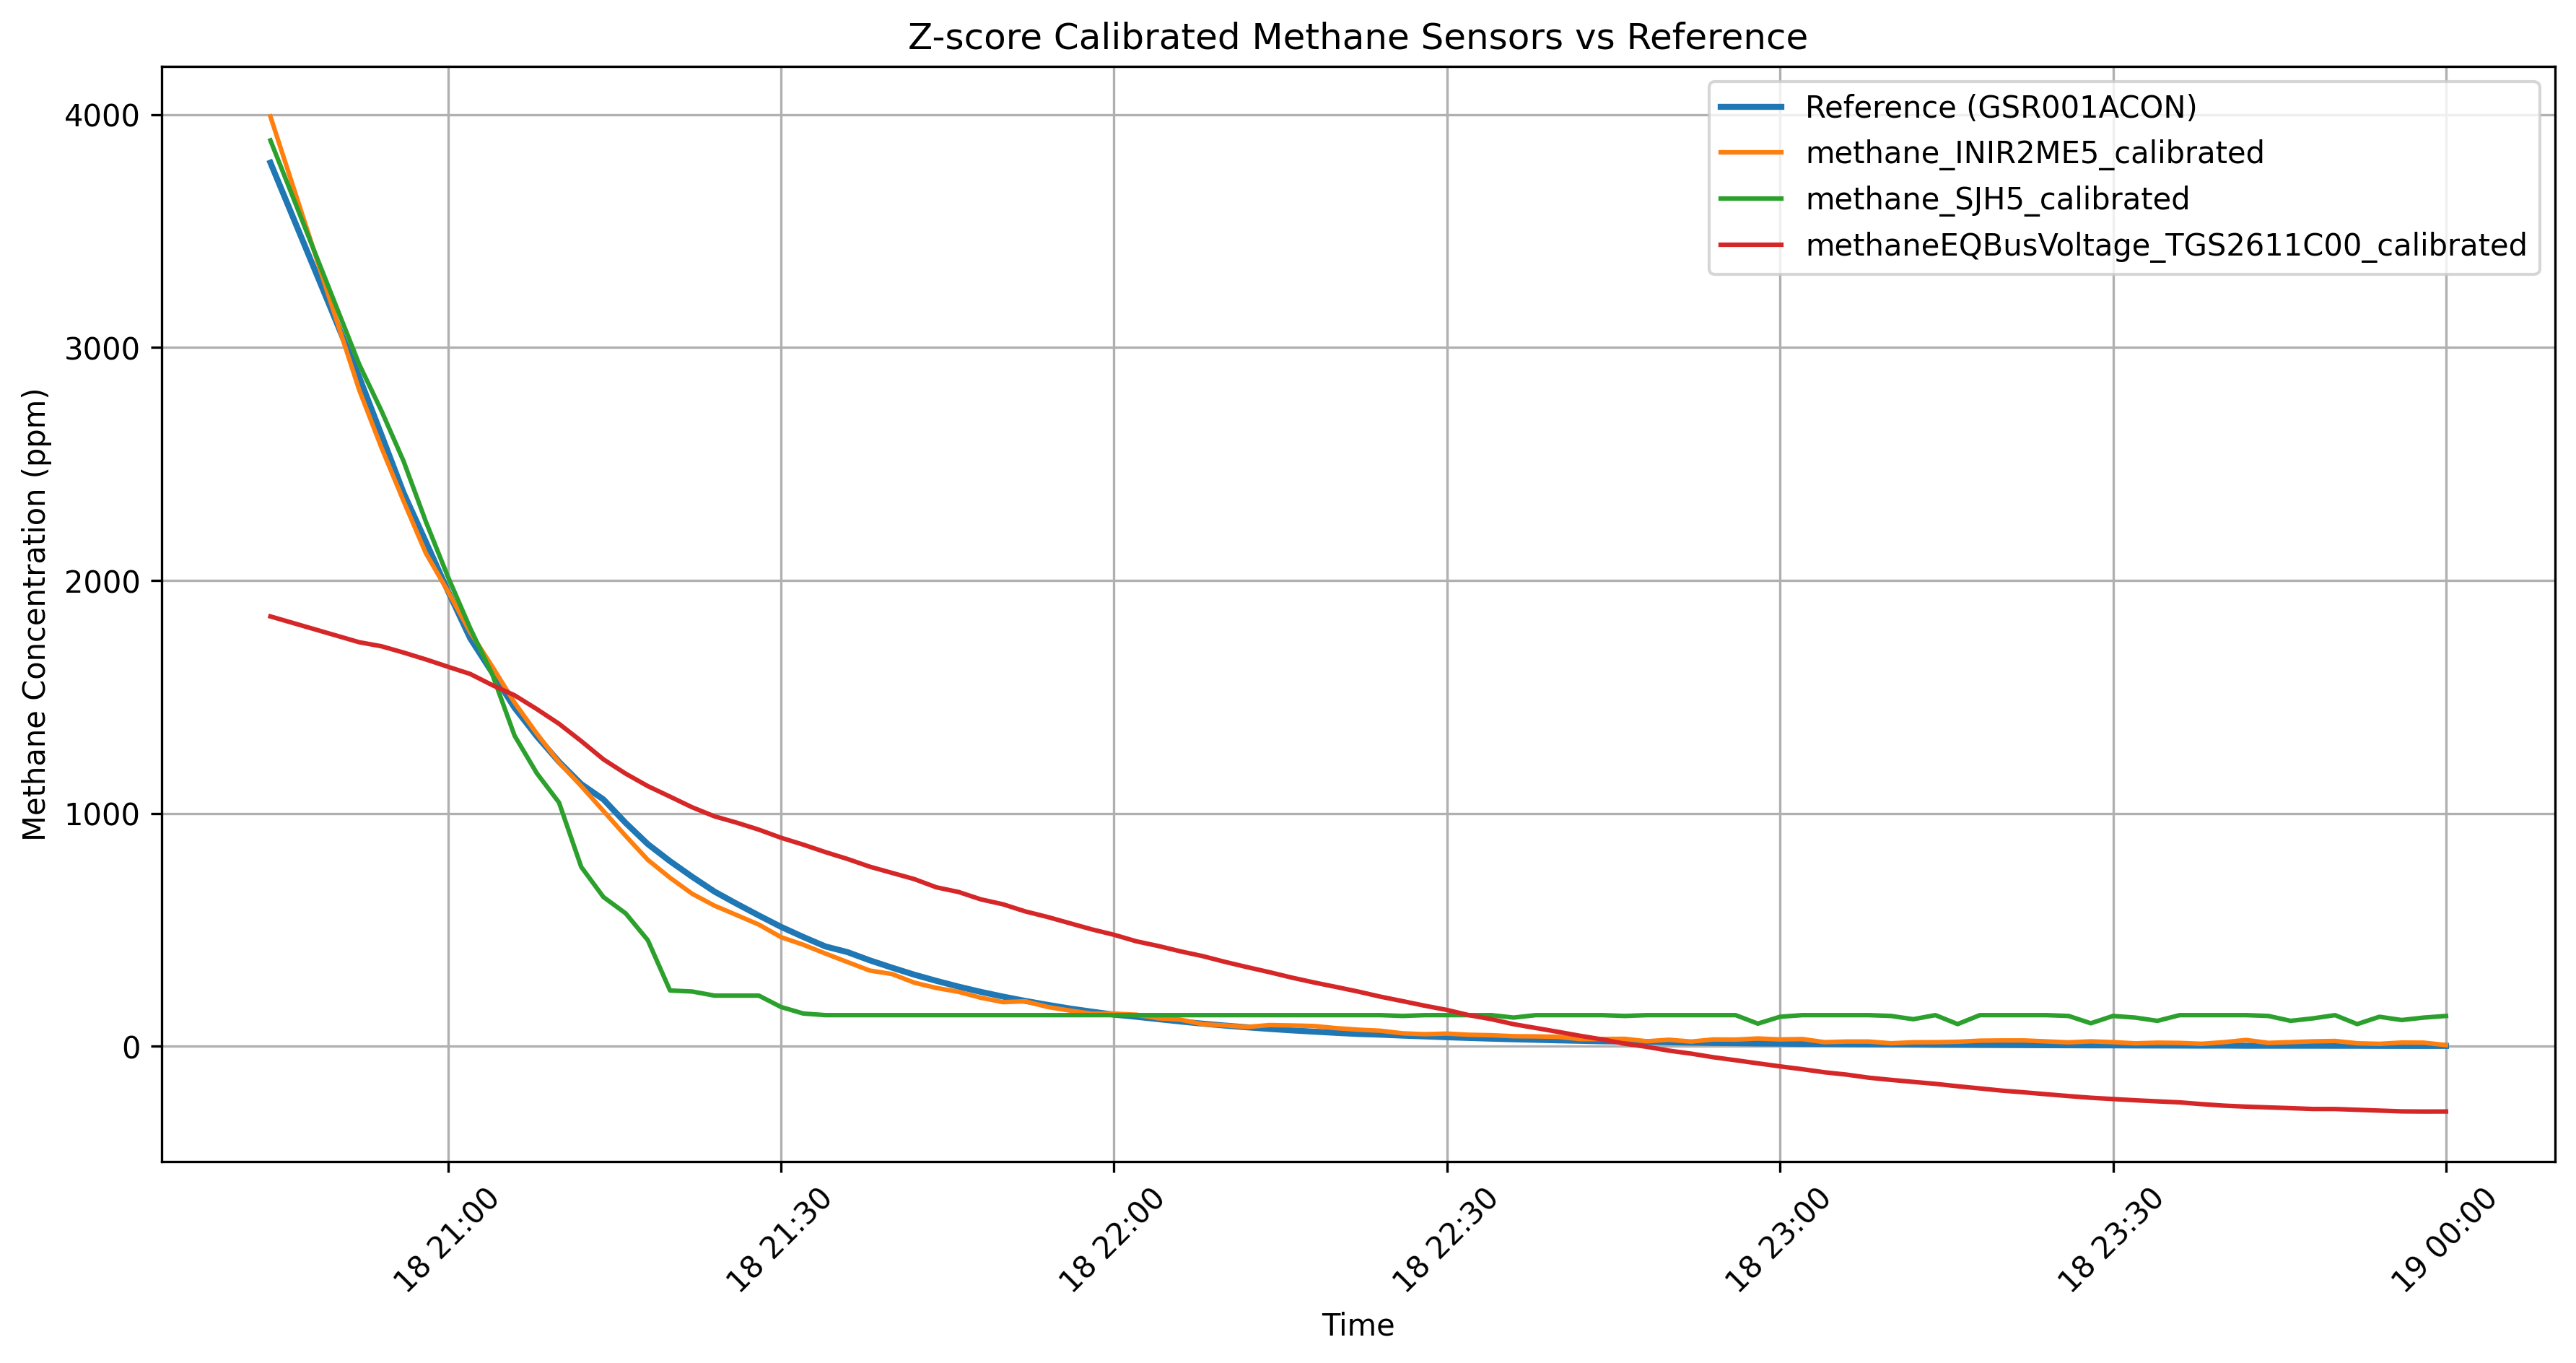 Z-score Calibrated Methane Sensors vs Reference
Reference (GSR001ACON)
methane_INIR2ME5_calibrated
methane_SJH5_calibrated
methaneEQBusVoltage_TGS2611C00_calibrated
Methane Concentration (ppm)
4000
3000
2000
1000
0
18 21:00
18 21:30
18 22:00
18 22:30
18 23:00
18 23:30
19 00:00
Time